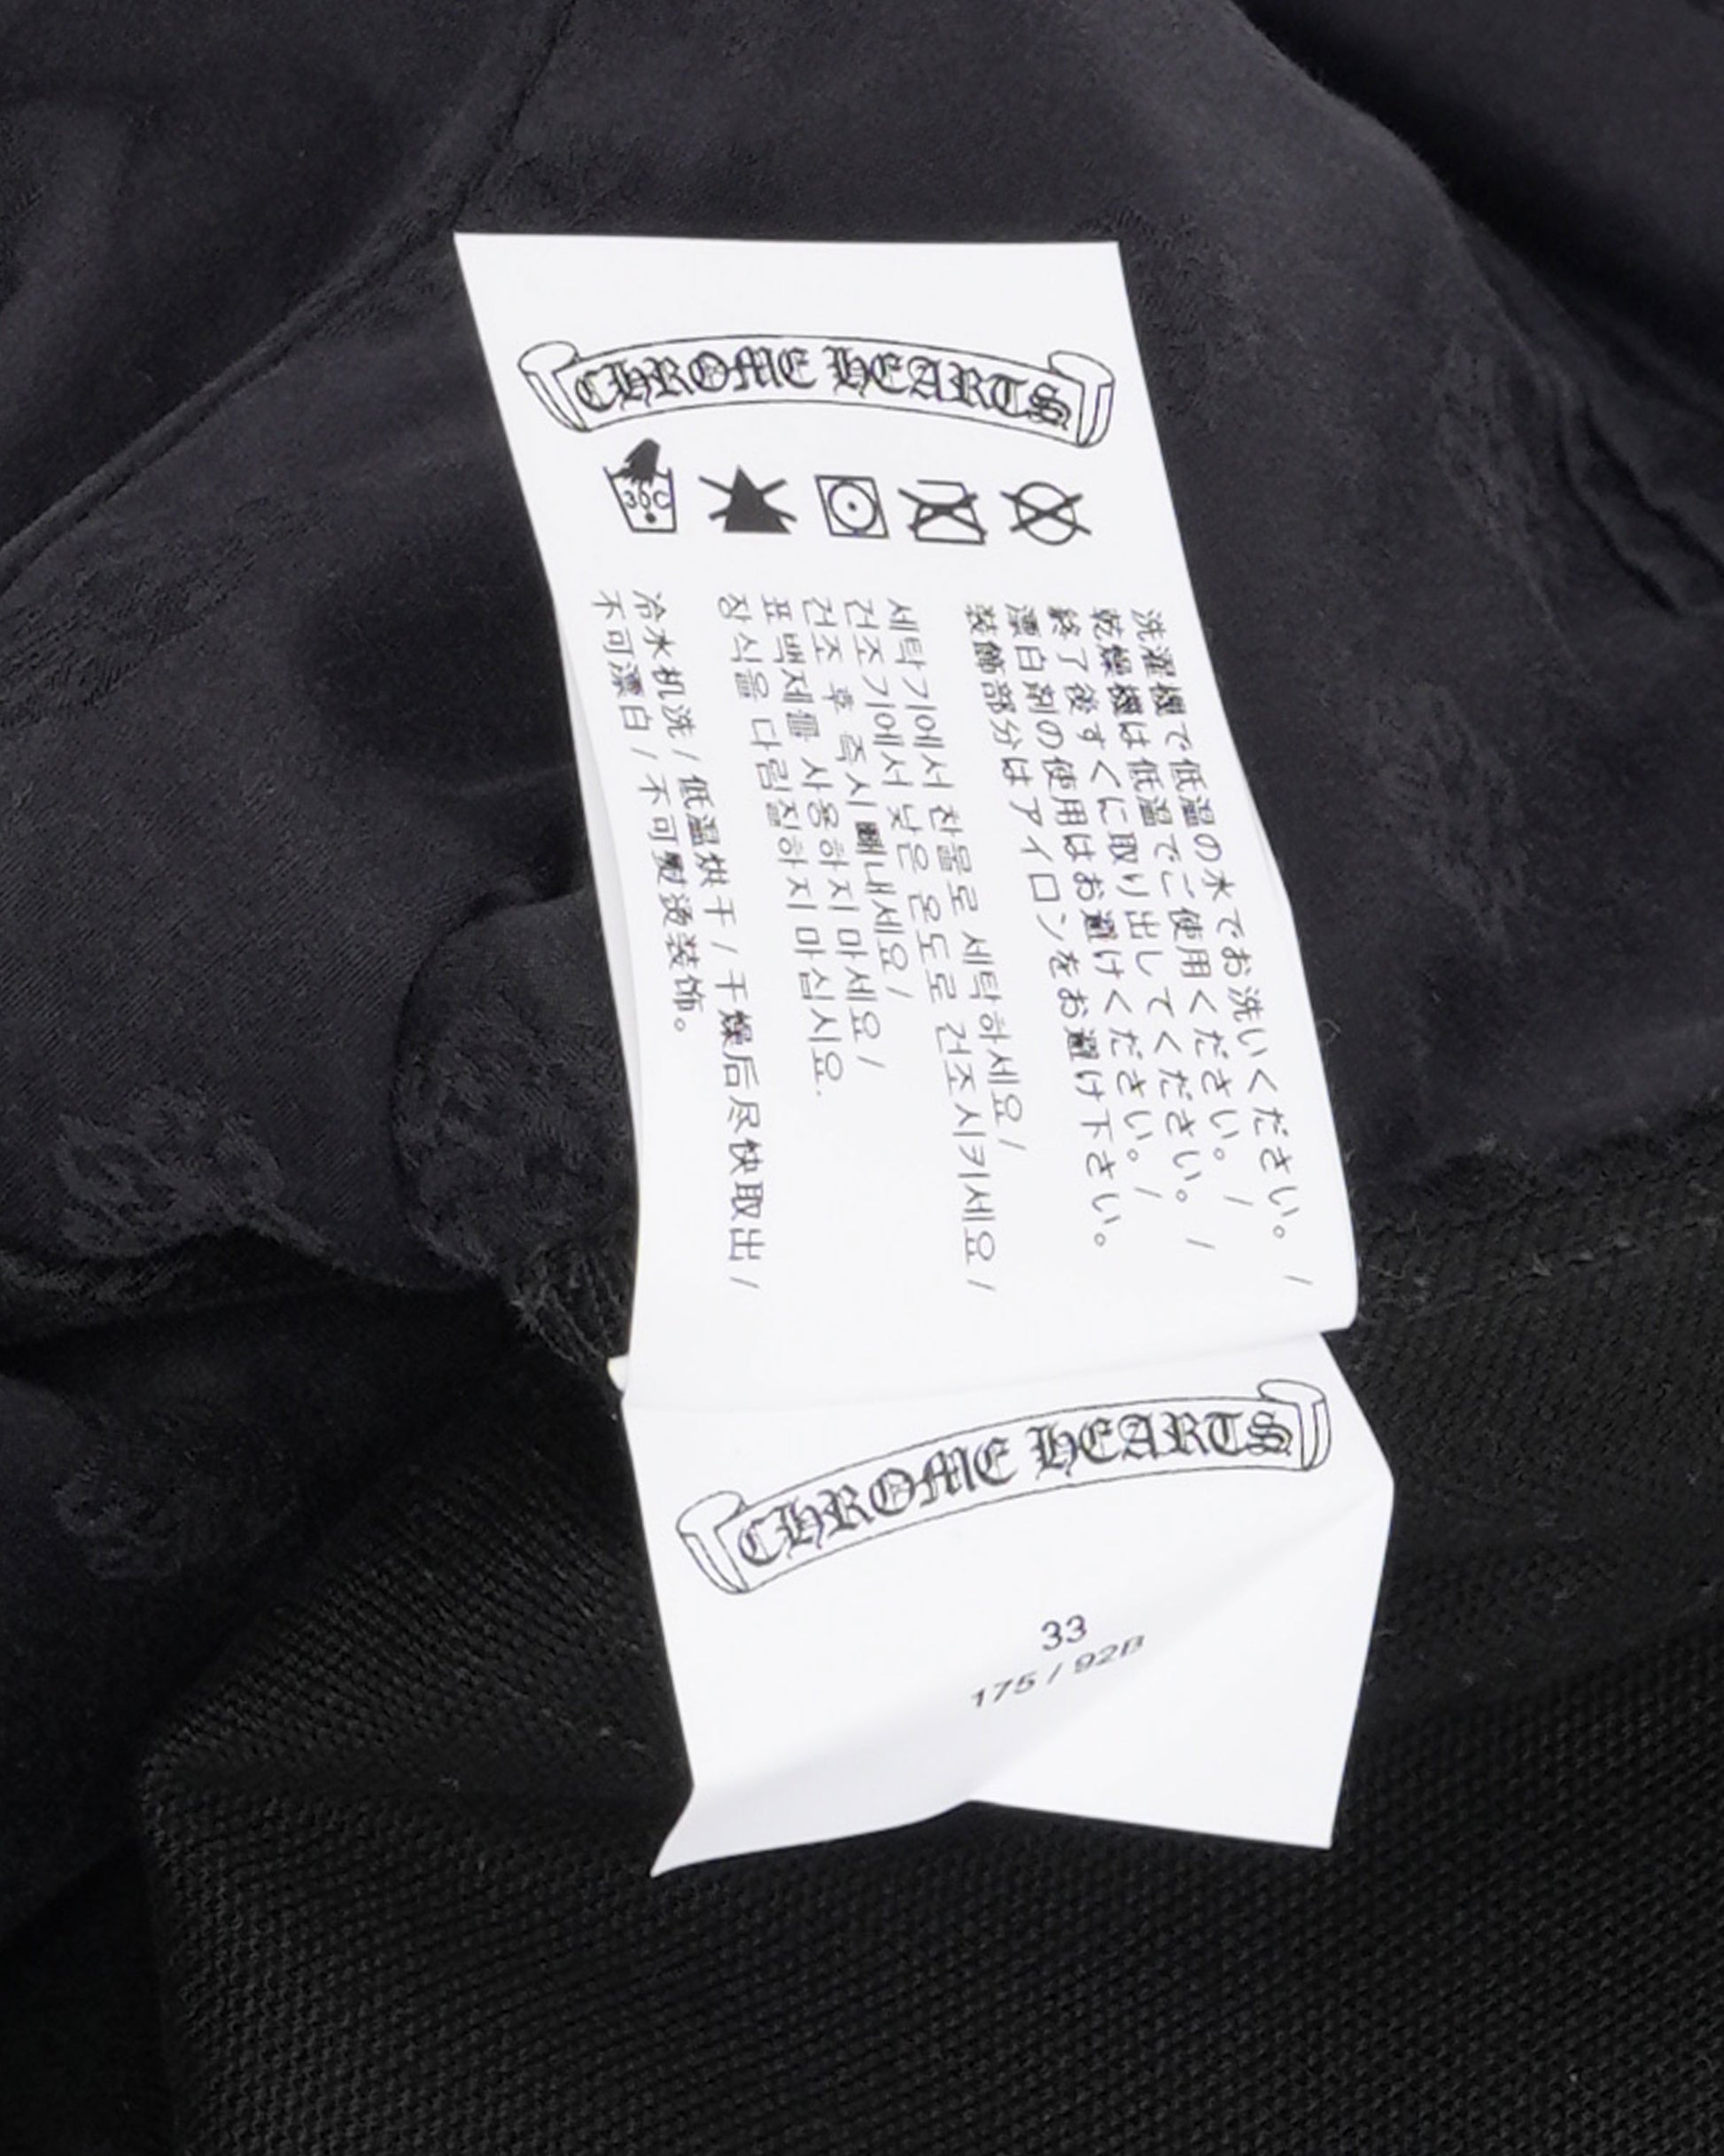 CHROME HEARTS
30C
洗濯機で低温の水でお洗いください。 /
乾燥機は低温でご使用ください。 /
終了後すぐに取り出してください。 /
漂白剤の使用はお避けください。 /
装飾部分はアイロンをお避け下さい。
세탁기에서 찬물로 세탁하세요 /
건조기에서 낮은 온도로 건조시키세요 /
건조 후 즉시 빼내세요 /
표백제를 사용하지 마세요 /
장식을 다림질하지 마십시요.
冷水机洗 / 低温烘干 / 干燥后尽快取出 /
不可漂白 / 不可熨烫装饰。
CHROME HEARTS
33
175 / 92B